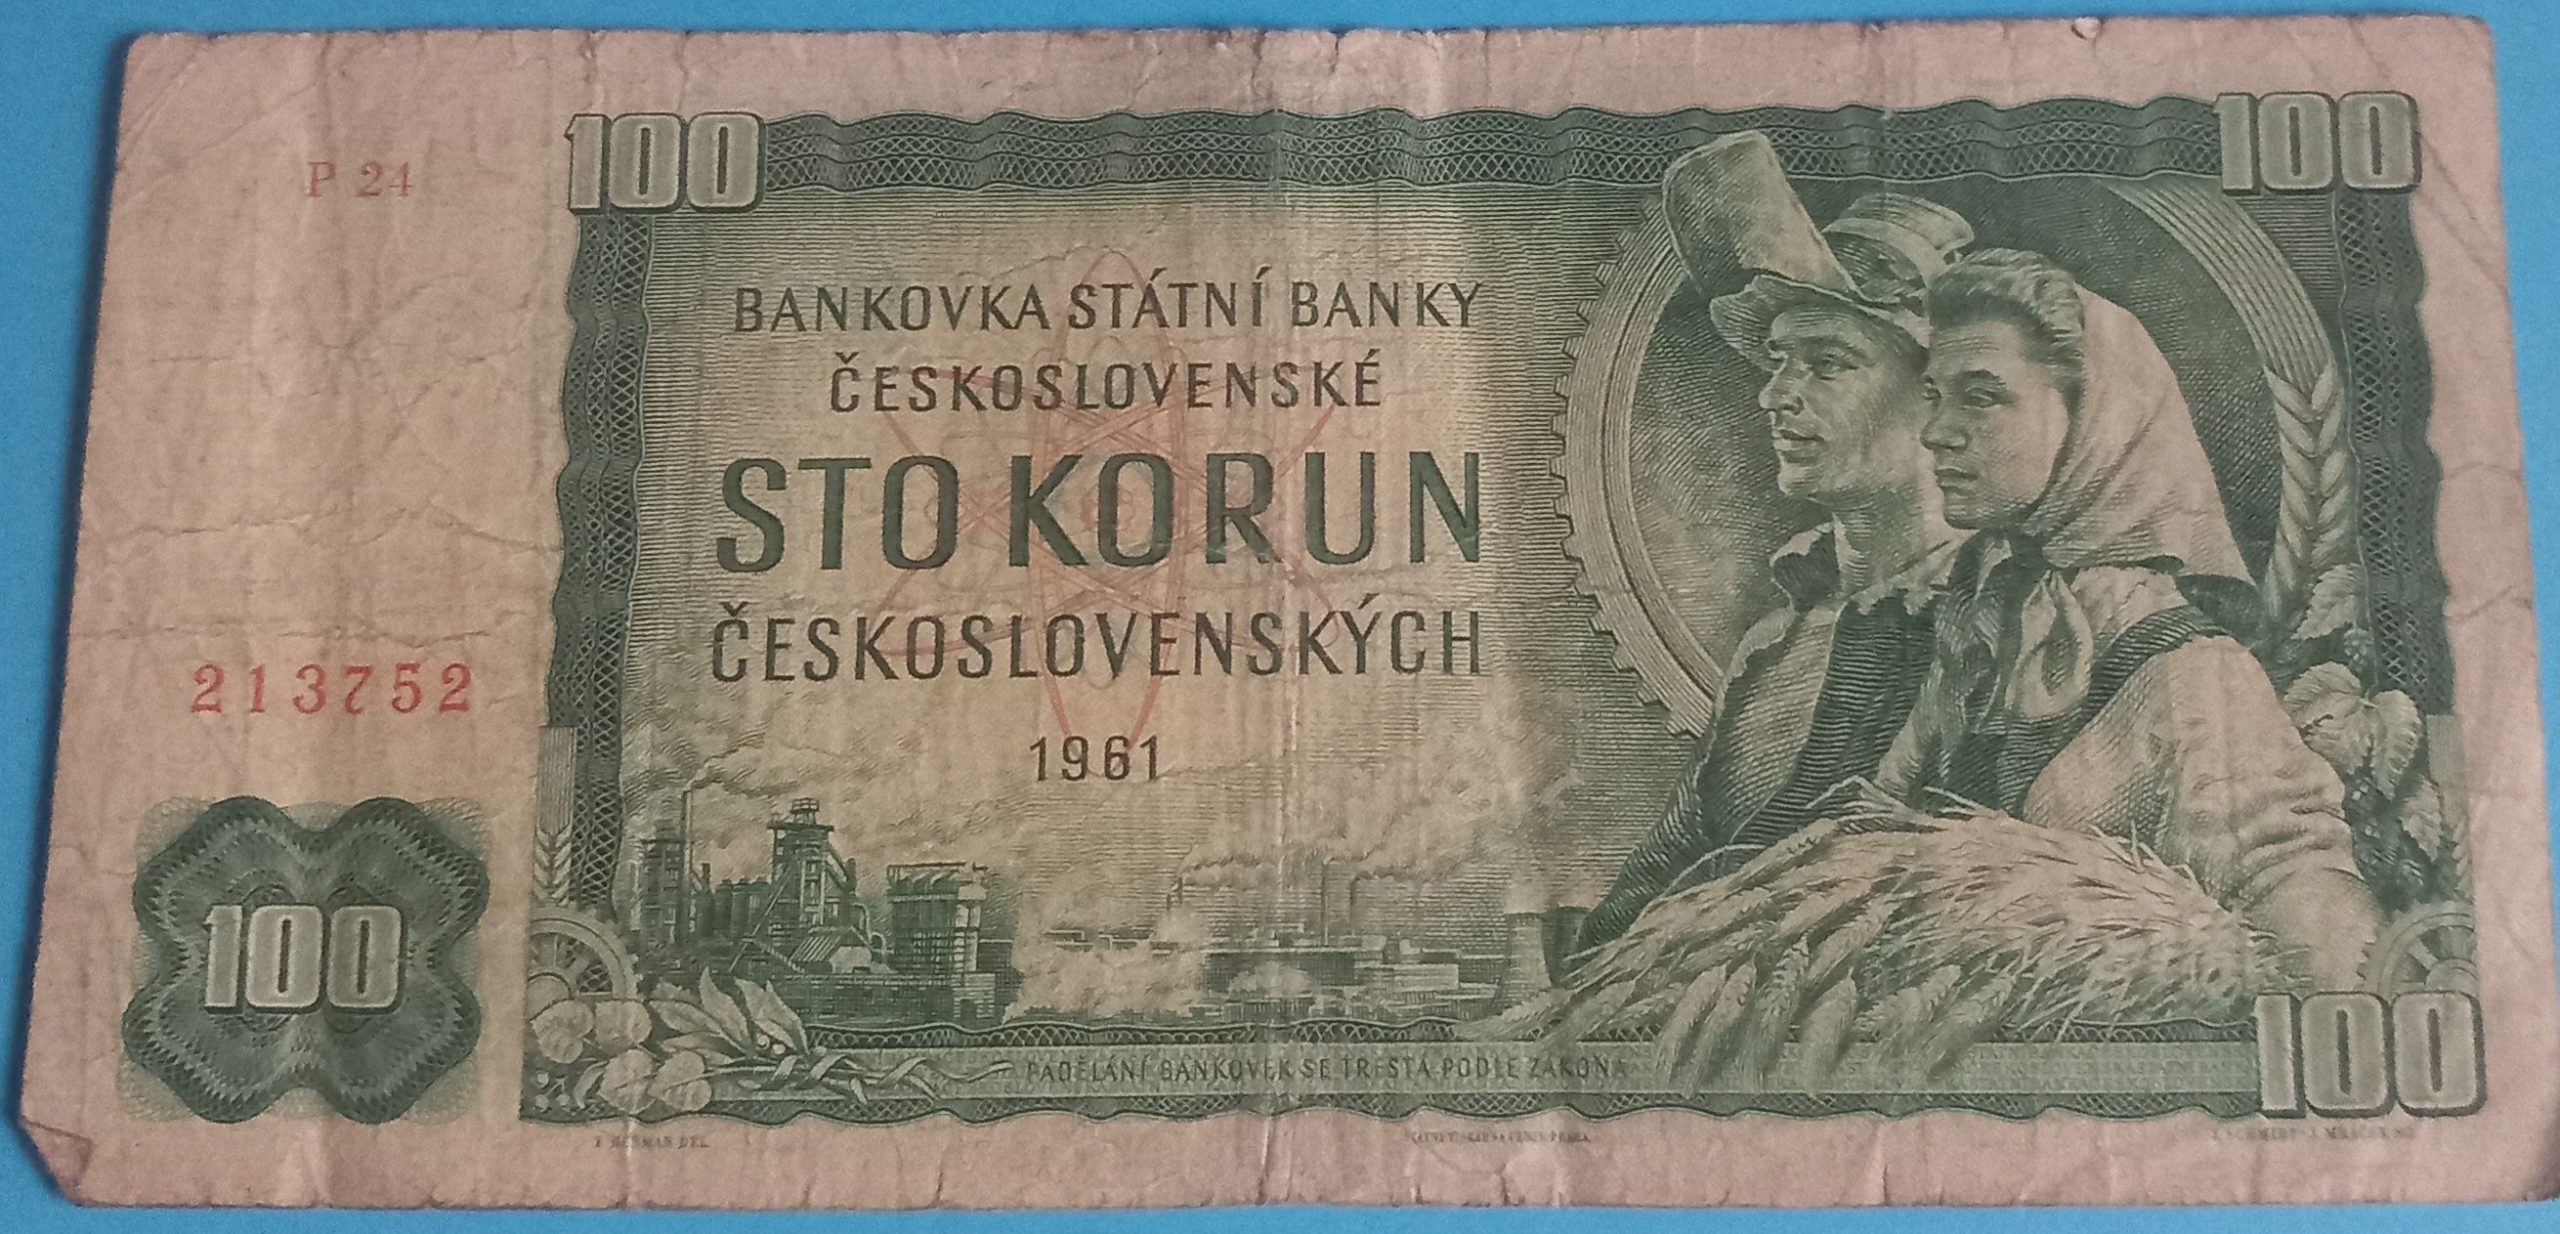 100
100
P 24
BANKOVKA STÁTNÍ BANKY
ČESKOSLOVENSKÉ
STO KORUN
ČESKOSLOVENSKÝCH
213752
1961
100
100
PADĚLÁNÍ BANKOVEK SE TRESTÁ PODLE ZÁKONA